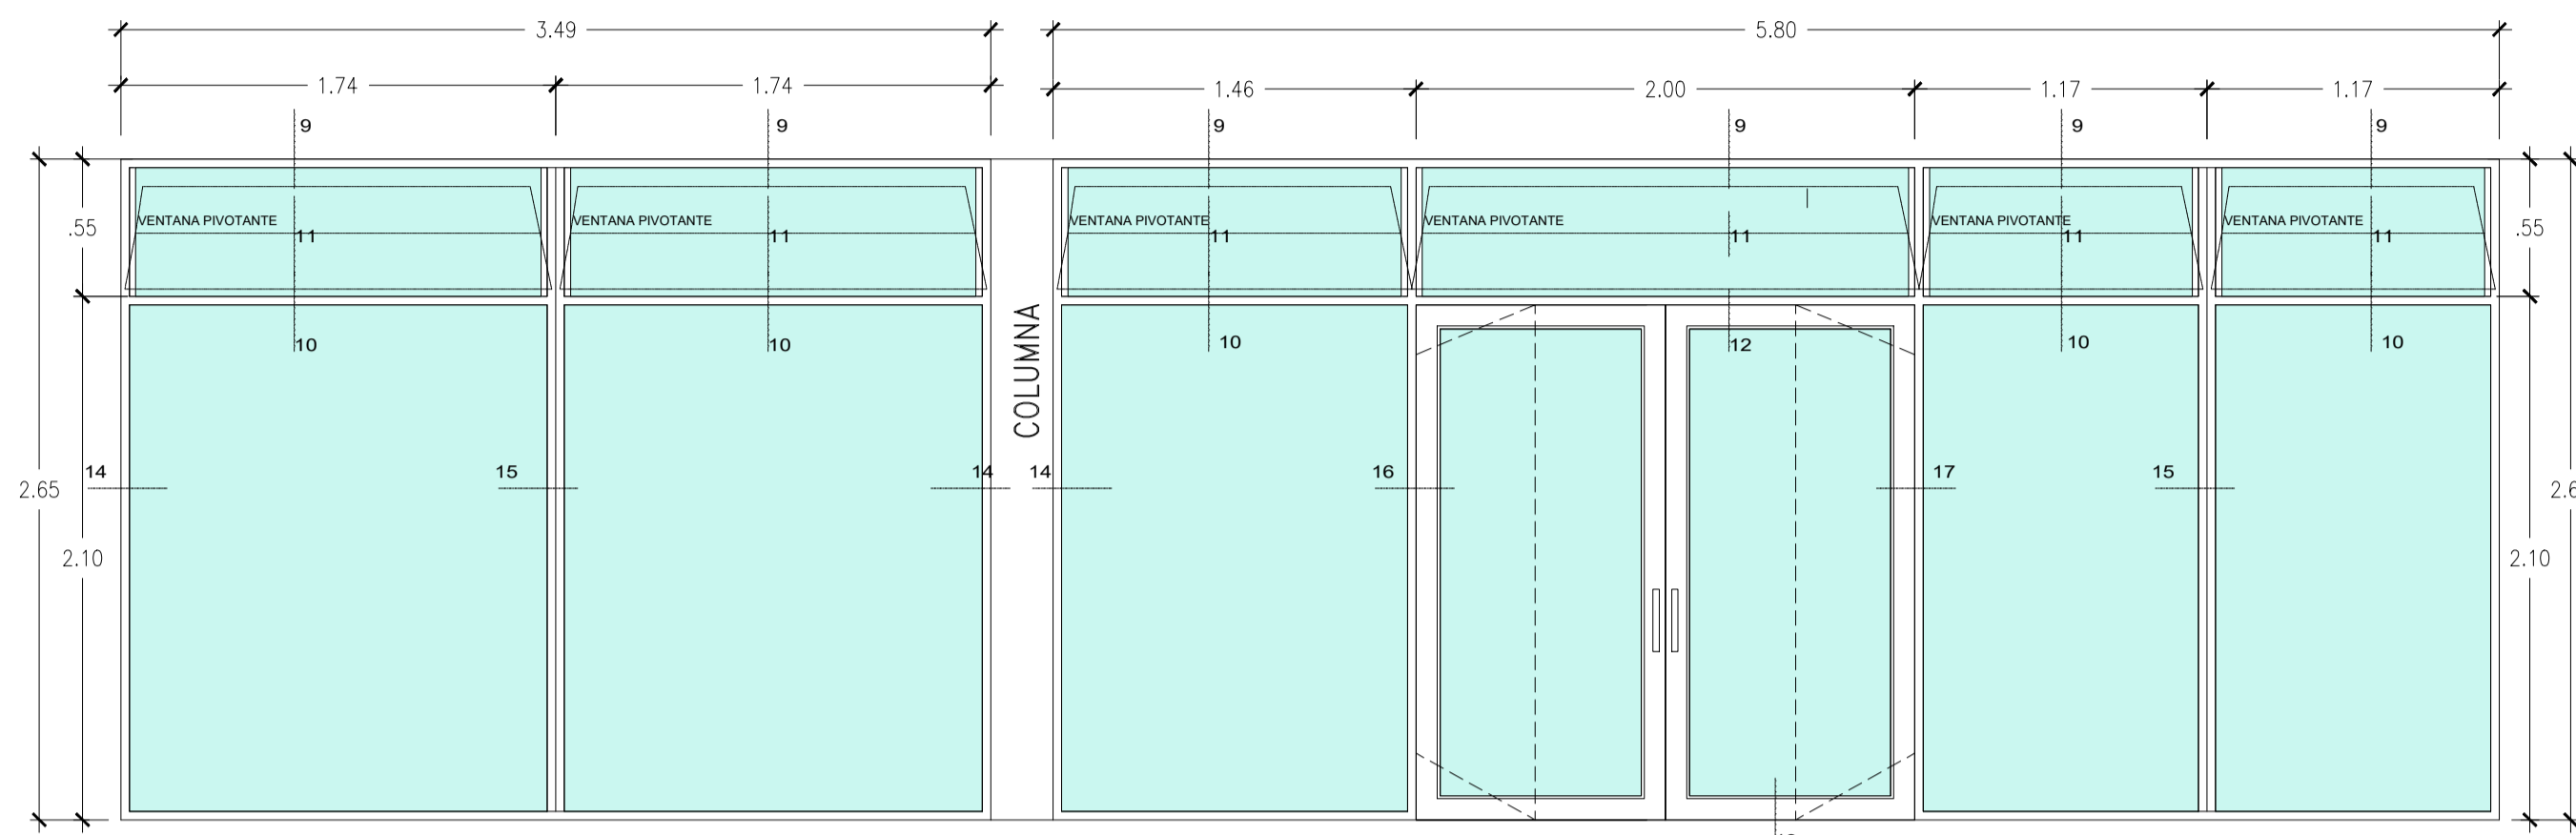 3.49 5.80
1.74 1.74 1.46 2.00 1.17 1.17
9 9 9 9 9 9
VENTANA PIVOTANTE VENTANA PIVOTANTE VENTANA PIVOTANTE VENTANA PIVOTANTE VENTANA PIVOTANTE VENTANA PIVOTANTE
.55 11 11 11 11 11 11 .55
10 10 10 12 10 10
COLUMNA
14 15 14 14 16 17 15
2.65
2.10 2.10